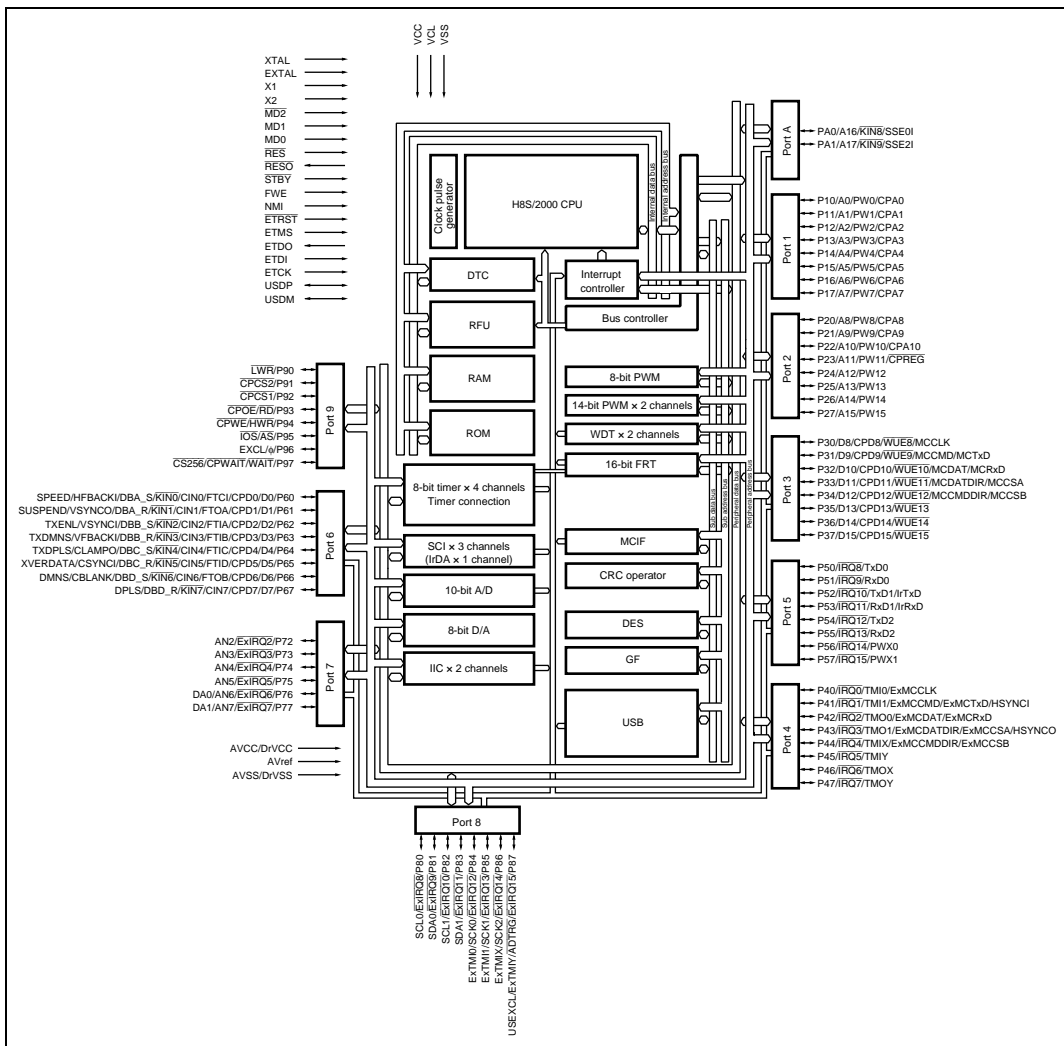 VCC
VCL
VSS
XTAL
EXTAL
X1
X2
MD2
MD1
MD0
RES
RESO
STBY
FWE
NMI
ETRST
ETMS
ETDO
ETDI
ETCK
USDP
USDM
Clock pulse
generator
H8S/2000 CPU
Internal data bus
Internal address bus
DTC
Interrupt
controller
RFU
Bus controller
RAM
ROM
8-bit PWM
14-bit PWM × 2 channels
WDT × 2 channels
16-bit FRT
8-bit timer × 4 channels
Timer connection
SCI × 3 channels
(IrDA × 1 channel)
10-bit A/D
8-bit D/A
IIC × 2 channels
MCIF
CRC operator
DES
GF
USB
Sub data bus
Sub address bus
Peripheral data bus
Peripheral address bus
Port A
PA0/A16/KIN8/SSE0I
PA1/A17/KIN9/SSE2I
Port 1
P10/A0/PW0/CPA0
P11/A1/PW1/CPA1
P12/A2/PW2/CPA2
P13/A3/PW3/CPA3
P14/A4/PW4/CPA4
P15/A5/PW5/CPA5
P16/A6/PW6/CPA6
P17/A7/PW7/CPA7
Port 2
P20/A8/PW8/CPA8
P21/A9/PW9/CPA9
P22/A10/PW10/CPA10
P23/A11/PW11/CPREG
P24/A12/PW12
P25/A13/PW13
P26/A14/PW14
P27/A15/PW15
Port 3
P30/D8/CPD8/WUE8/MCCLK
P31/D9/CPD9/WUE9/MCCMD/MCTxD
P32/D10/CPD10/WUE10/MCDAT/MCRxD
P33/D11/CPD11/WUE11/MCDATDIR/MCCSA
P34/D12/CPD12/WUE12/MCCMDDIR/MCCSB
P35/D13/CPD13/WUE13
P36/D14/CPD14/WUE14
P37/D15/CPD15/WUE15
Port 5
P50/IRQ8/TxD0
P51/IRQ9/RxD0
P52/IRQ10/TxD1/IrTxD
P53/IRQ11/RxD1/IrRxD
P54/IRQ12/TxD2
P55/IRQ13/RxD2
P56/IRQ14/PWX0
P57/IRQ15/PWX1
Port 4
P40/IRQ0/TMI0/ExMCCLK
P41/IRQ1/TMI1/ExMCCMD/ExMCTxD/HSYNCI
P42/IRQ2/TMO0/ExMCDAT/ExMCRxD
P43/IRQ3/TMO1/ExMCDATDIR/ExMCCSA/HSYNCO
P44/IRQ4/TMIX/ExMCCMDDIR/ExMCCSB
P45/IRQ5/TMIY
P46/IRQ6/TMOX
P47/IRQ7/TMOY
Port 9
LWR/P90
CPCS2/P91
CPCS1/P92
CPOE/RD/P93
CPWE/HWR/P94
IOS/AS/P95
EXCL/φ/P96
CS256/CPWAIT/WAIT/P97
Port 6
SPEED/HFBACKI/DBA_S/KIN0/CIN0/FTCI/CPD0/D0/P60
SUSPEND/VSYNCO/DBA_R/KIN1/CIN1/FTOA/CPD1/D1/P61
TXENL/VSYNCI/DBB_S/KIN2/CIN2/FTIA/CPD2/D2/P62
TXDMNS/VFBACKI/DBB_R/KIN3/CIN3/FTIB/CPD3/D3/P63
TXDPLS/CLAMPO/DBC_S/KIN4/CIN4/FTIC/CPD4/D4/P64
XVERDATA/CSYNCI/DBC_R/KIN5/CIN5/FTID/CPD5/D5/P65
DMNS/CBLANK/DBD_S/KIN6/CIN6/FTOB/CPD6/D6/P66
DPLS/DBD_R/KIN7/CIN7/CPD7/D7/P67
Port 7
AN2/ExIRQ2/P72
AN3/ExIRQ3/P73
AN4/ExIRQ4/P74
AN5/ExIRQ5/P75
DA0/AN6/ExIRQ6/P76
DA1/AN7/ExIRQ7/P77
AVCC/DrVCC
AVref
AVSS/DrVSS
Port 8
SCL0/ExIRQ8/P80
SDA0/ExIRQ9/P81
SCL1/ExIRQ10/P82
SDA1/ExIRQ11/P83
ExTMI0/SCK0/ExIRQ12/P84
ExTMI1/SCK1/ExIRQ13/P85
ExTMIX/SCK2/ExIRQ14/P86
USEXCL/ExTMIY/ADTRG/ExIRQ15/P87